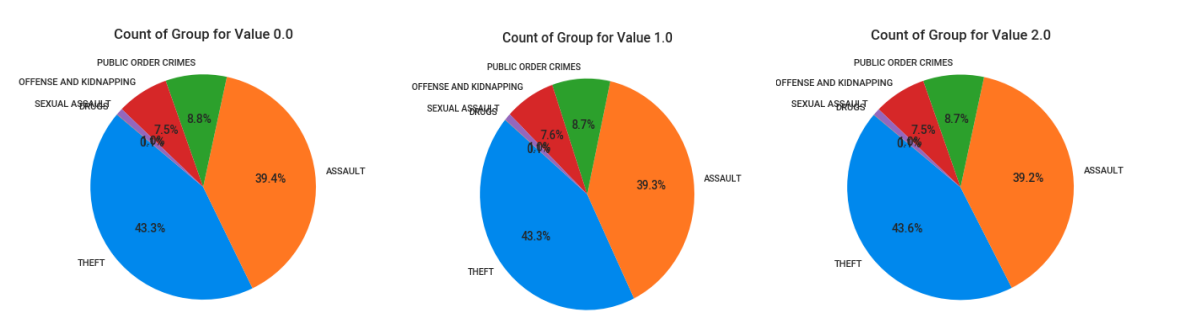 Count of Group for Value 0.0
PUBLIC ORDER CRIMES
OFFENSE AND KIDNAPPING
SEXUAL ASSAULT
DRUGS
8.8%
7.5%
39.4%
ASSAULT
43.3%
THEFT
Count of Group for Value 1.0
PUBLIC ORDER CRIMES
OFFENSE AND KIDNAPPING
SEXUAL ASSAULT
DRUGS
8.7%
7.6%
39.3%
ASSAULT
43.3%
THEFT
Count of Group for Value 2.0
PUBLIC ORDER CRIMES
OFFENSE AND KIDNAPPING
SEXUAL ASSAULT
DRUGS
8.7%
7.5%
39.2%
ASSAULT
43.6%
THEFT